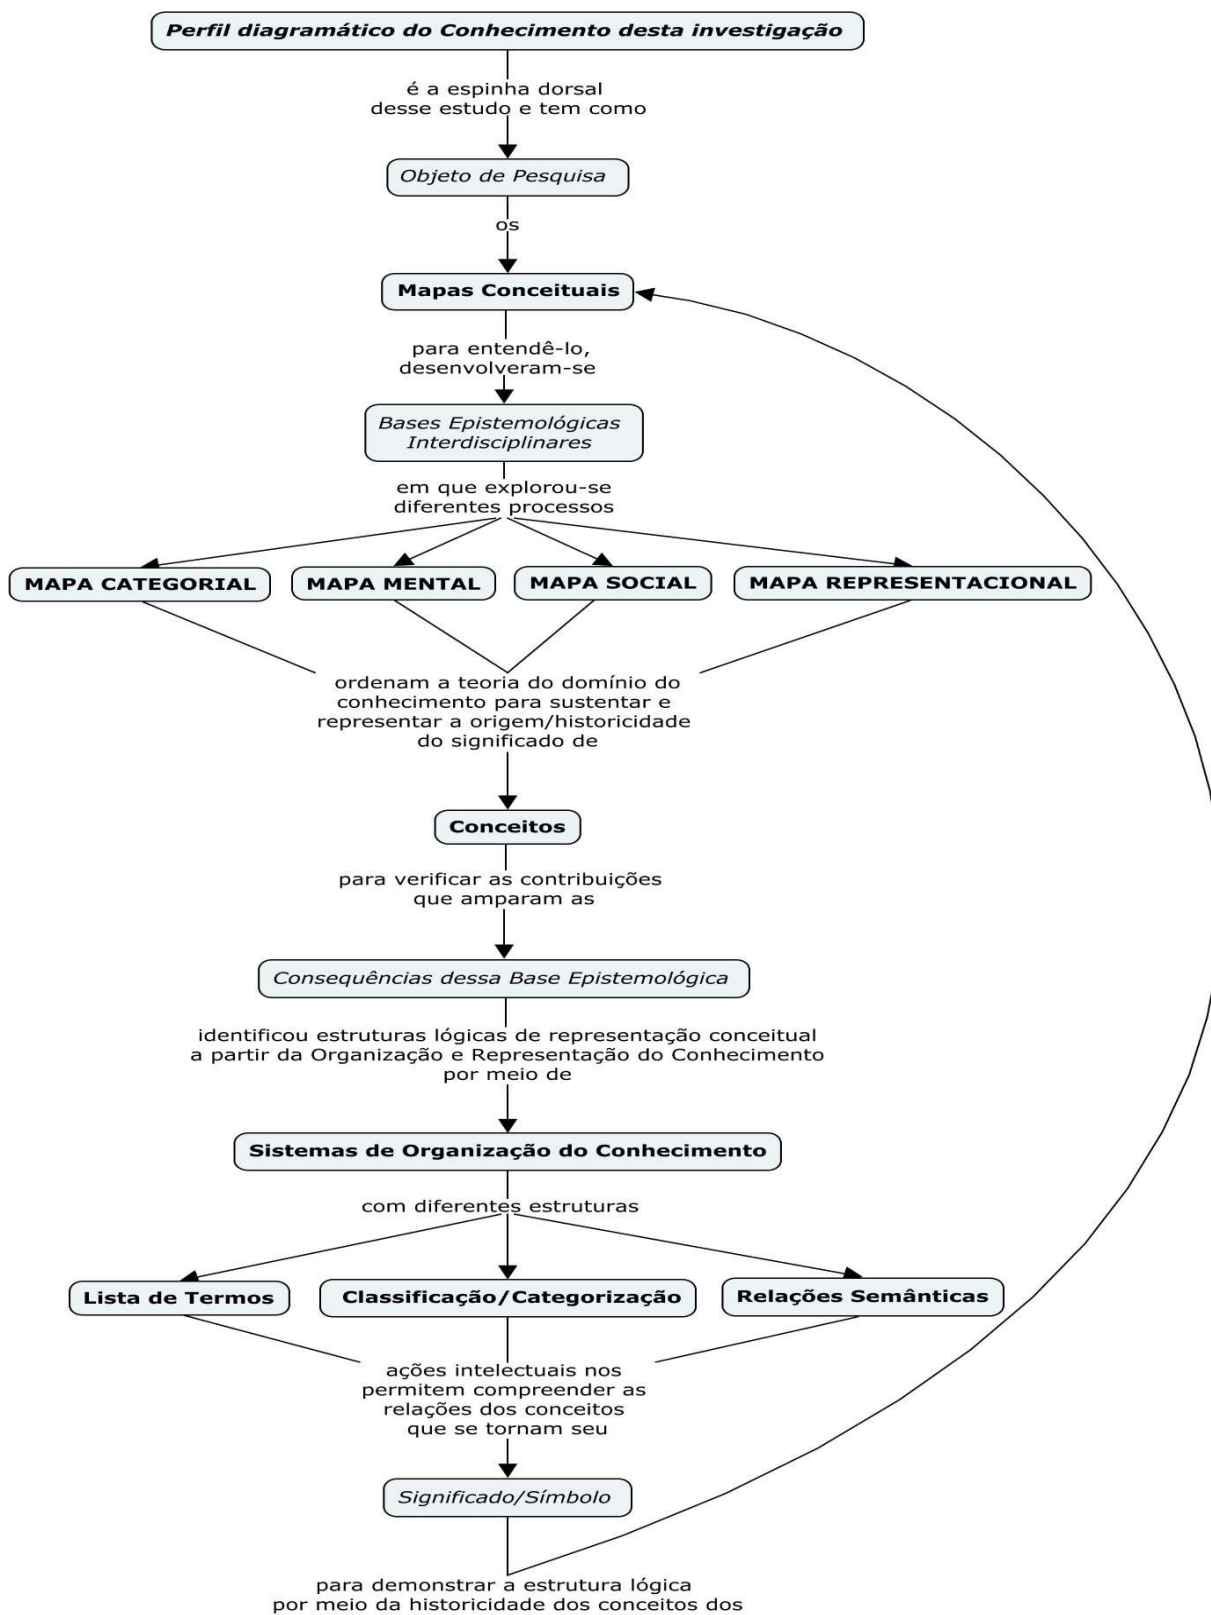 Perfil diagramático do Conhecimento desta investigação
é a espinha dorsal
desse estudo e tem como
Objeto de Pesquisa
os
Mapas Conceituais
para entendê-lo,
desenvolveram-se
Bases Epistemológicas
Interdisciplinares
em que explorou-se
diferentes processos
MAPA CATEGORIAL
MAPA MENTAL
MAPA SOCIAL
MAPA REPRESENTACIONAL
ordenam a teoria do domínio do
conhecimento para sustentar e
representar a origem/historicidade
do significado de
Conceitos
para verificar as contribuições
que amparam as
Consequências dessa Base Epistemológica
identificou estruturas lógicas de representação conceitual
a partir da Organização e Representação do Conhecimento
por meio de
Sistemas de Organização do Conhecimento
com diferentes estruturas
Lista de Termos
Classificação/Categorização
Relações Semânticas
ações intelectuais nos
permitem compreender as
relações dos conceitos
que se tornam seu
Significado/Símbolo
para demonstrar a estrutura lógica
por meio da historicidade dos conceitos dos